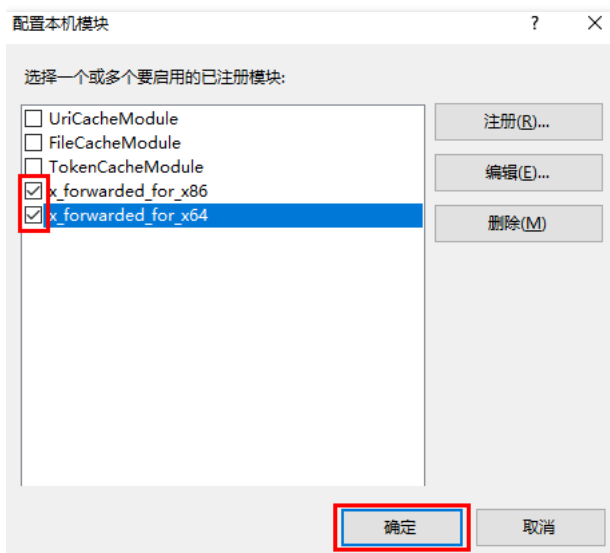 配置本机模块
?
选择一个或多个要启用的已注册模块:
UriCacheModule
FileCacheModule
TokenCacheModule
x_forwarded_for_x86
x_forwarded_for_x64
注册(R)...
编辑(E)...
删除(M)
确定
取消